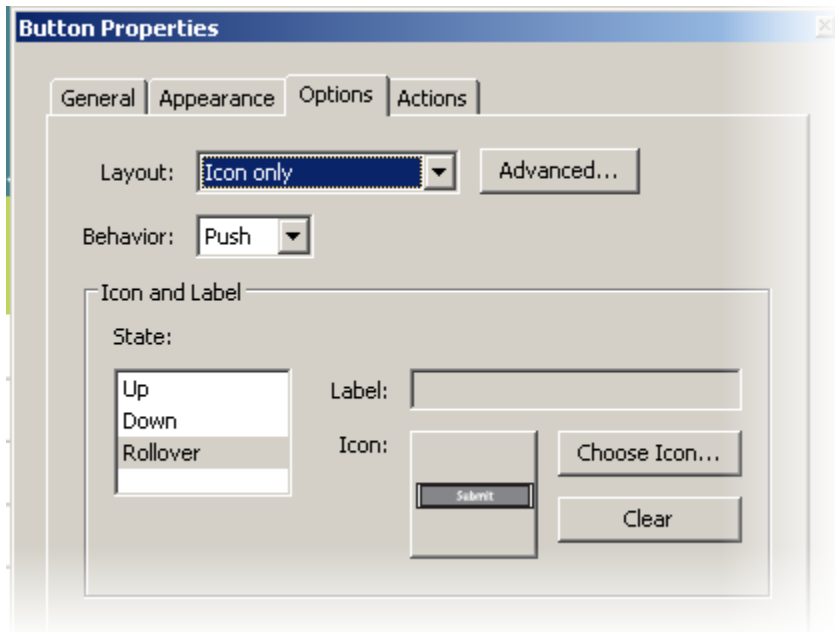 Button Properties
General Appearance Options Actions
Layout: Icon only Advanced...
Behavior: Push
Icon and Label
State:
Up
Label:
Down
Rollover
Icon:
Choose Icon...
Submit
Clear